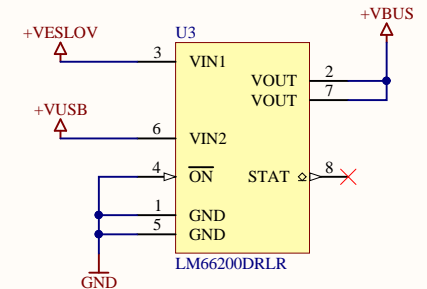 +VBUS
+VESLOV
U3
3
VIN1
VOUT
2
VOUT
7
+VUSB
6
VIN2
4
ON
STAT
8
1
GND
5
GND
GND
LM66200DRLR